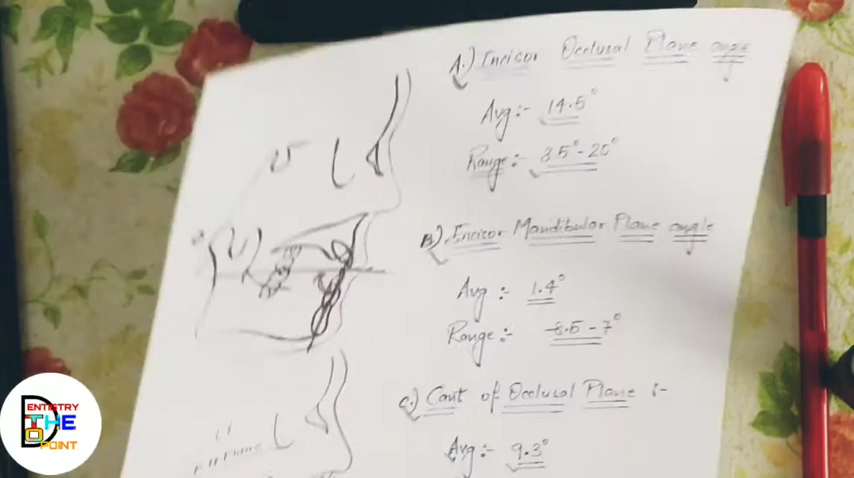 A.) Incisor Occlusal Plane angle
Avg :- 14.5°
Range :- 3.5° - 20°
B) Incisor Mandibular Plane angle
Avg :- 1.4°
Range :- -8.5 - 7°
C.) Cant of Occlusal Plane :-
Avg :- 9.3°
DENTISTRY
THE
TO
POINT